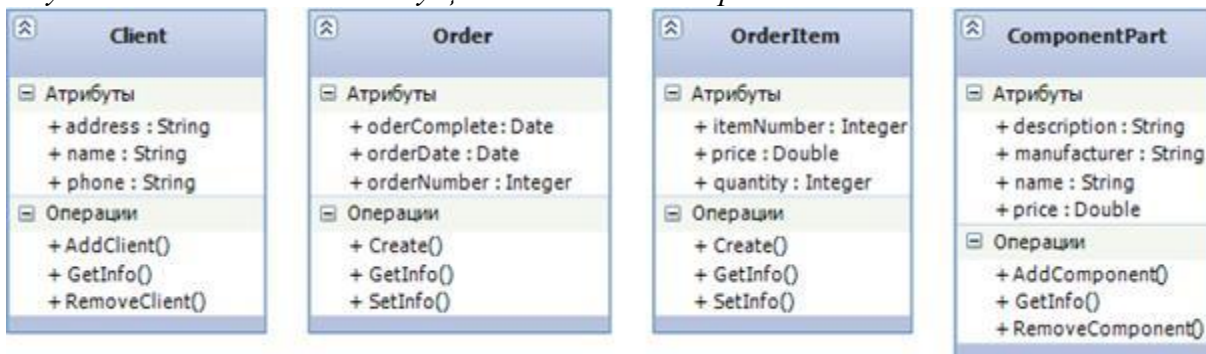 Client
Атрибуты
+ address : String
+ name : String
+ phone : String
Операции
+ AddClient()
+ GetInfo()
+ RemoveClient()
Order
Атрибуты
+ oderComplete : Date
+ orderDate : Date
+ orderNumber : Integer
Операции
+ Create()
+ GetInfo()
+ SetInfo()
OrderItem
Атрибуты
+ itemNumber : Integer
+ price : Double
+ quantity : Integer
Операции
+ Create()
+ GetInfo()
+ SetInfo()
ComponentPart
Атрибуты
+ description : String
+ manufacturer : String
+ name : String
+ price : Double
Операции
+ AddComponent()
+ GetInfo()
+ RemoveComponent()